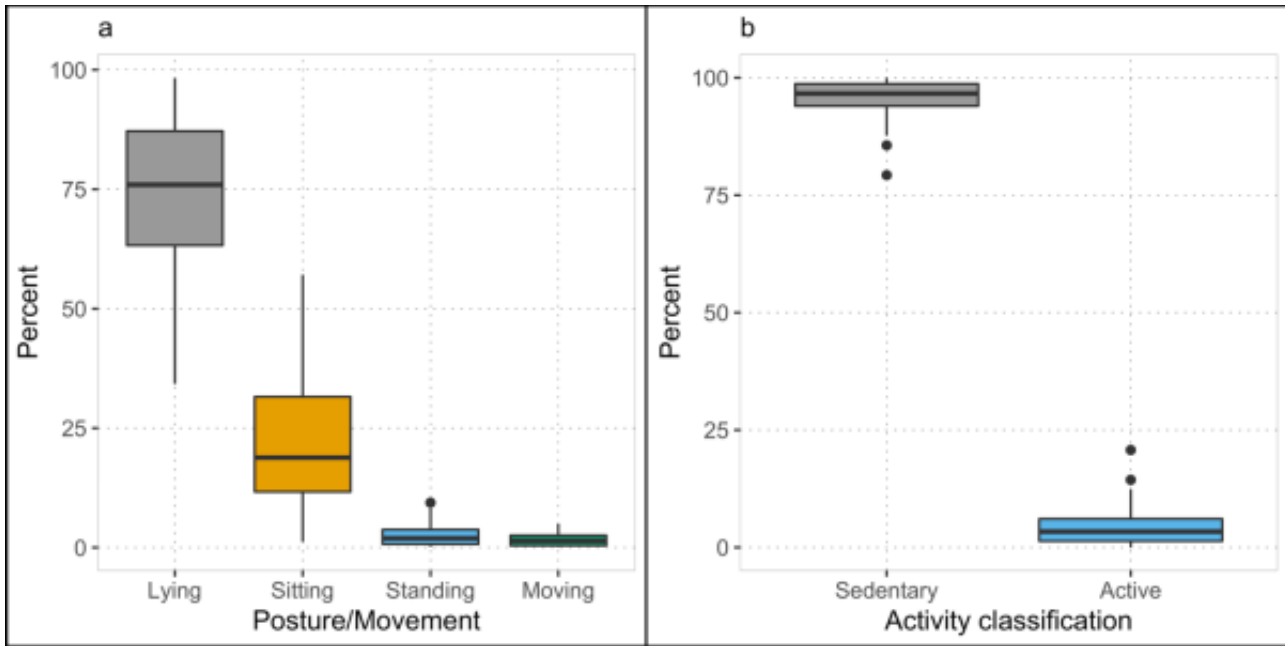 a
100
75
50
25
0
Percent
Lying Sitting Standing Moving
Posture/Movement
b
100
75
50
25
0
Percent
Sedentary Active
Activity classification